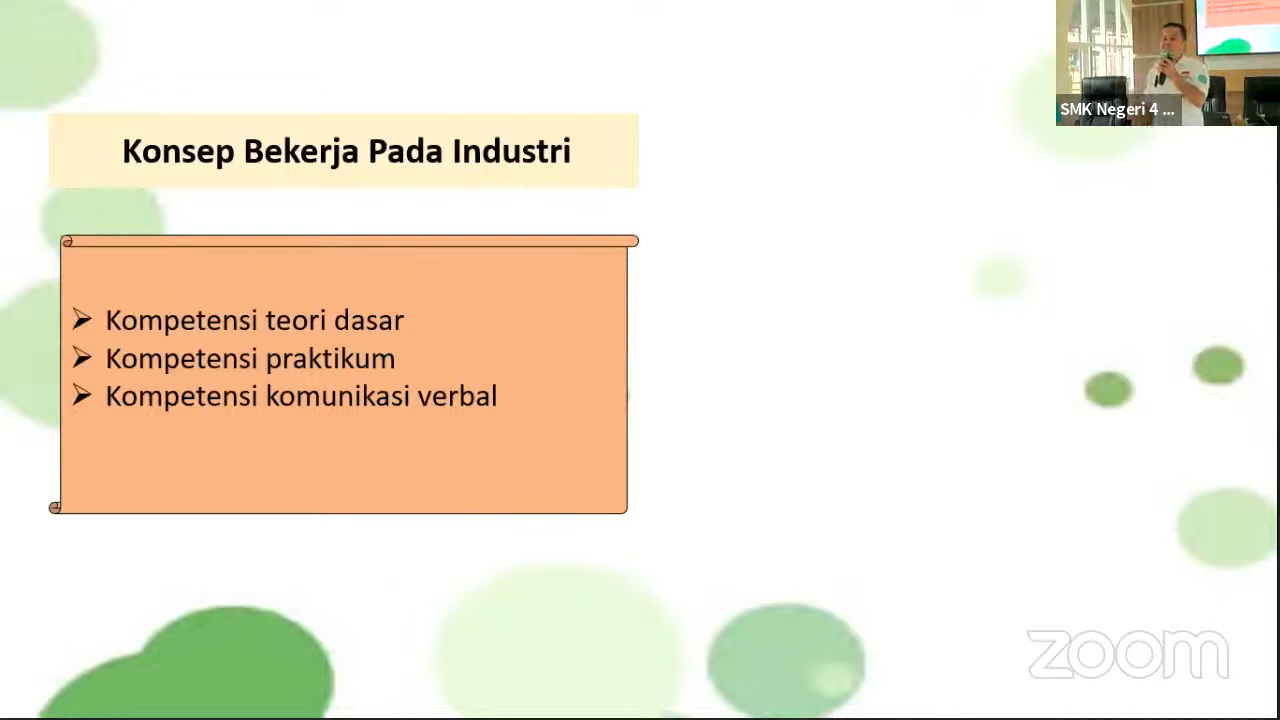 Konsep Bekerja Pada Industri
➢ Kompetensi teori dasar
➢ Kompetensi praktikum
➢ Kompetensi komunikasi verbal
SMK Negeri 4 ...
zoom